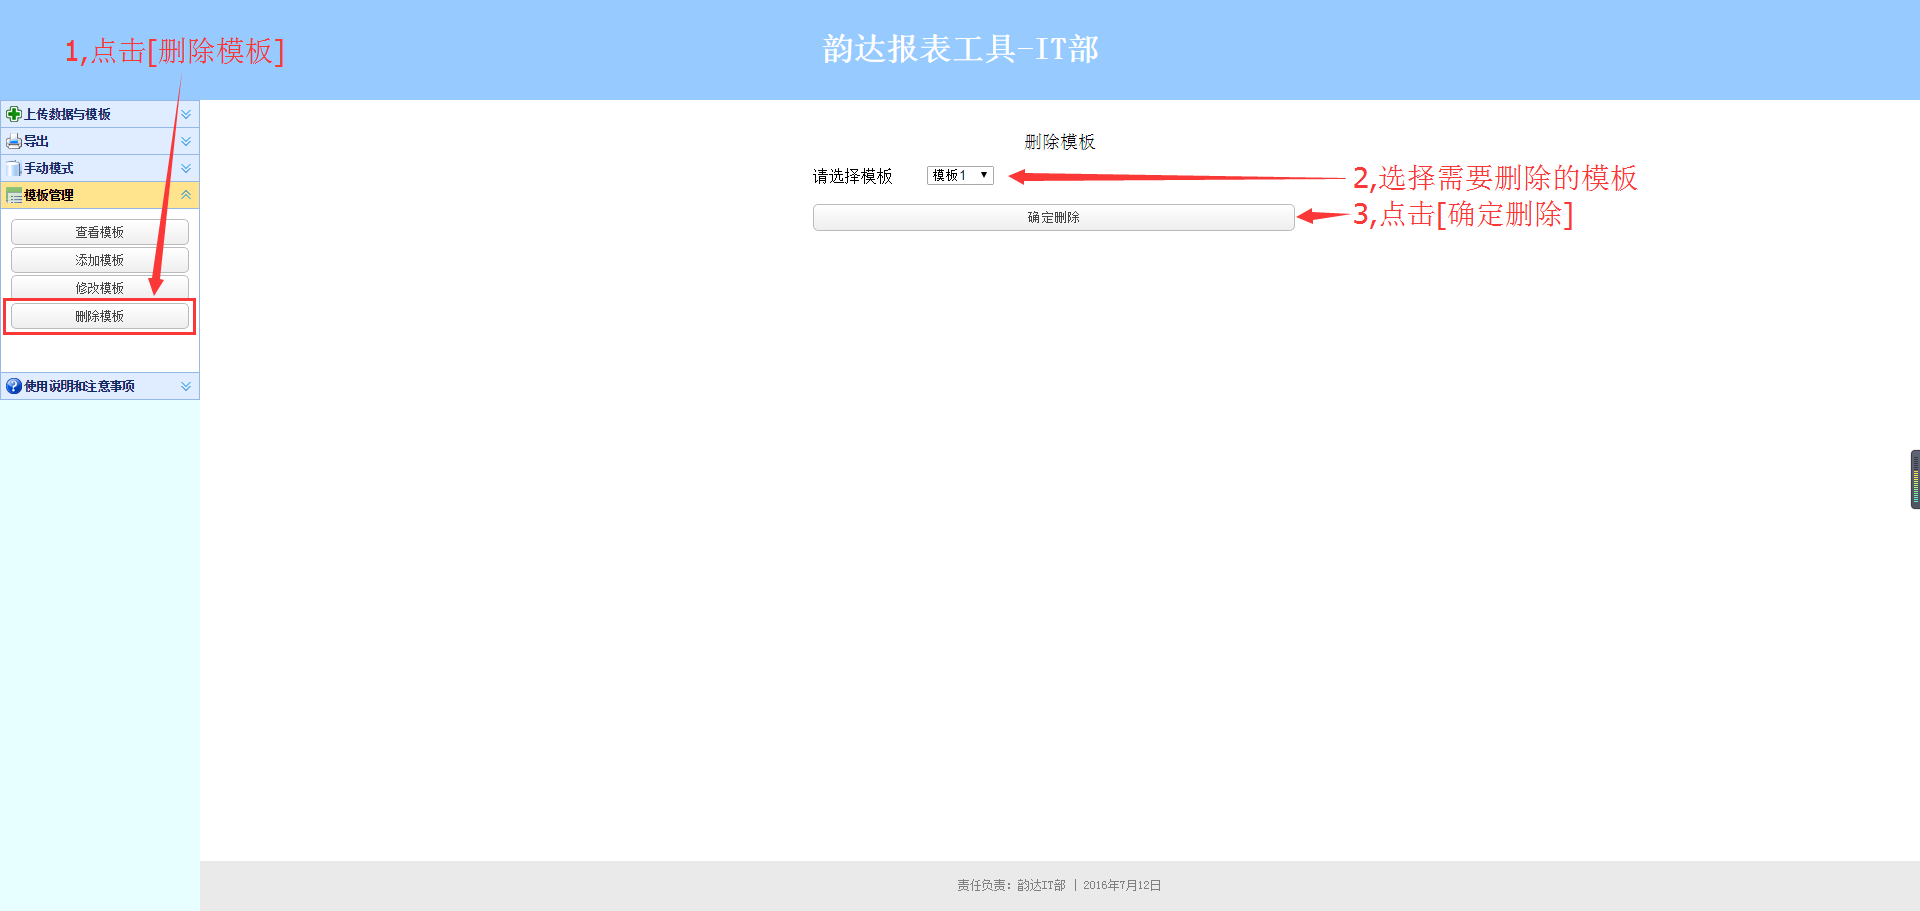 1,点击[删除模板]
韵达报表工具-IT部
上传数据与模板
导出
手动模式
模板管理
查看模板
添加模板
修改模板
删除模板
使用说明和注意事项
删除模板
请选择模板 模板1
2,选择需要删除的模板
确定删除
3,点击[确定删除]
责任负责：韵达IT部 | 2016年7月12日